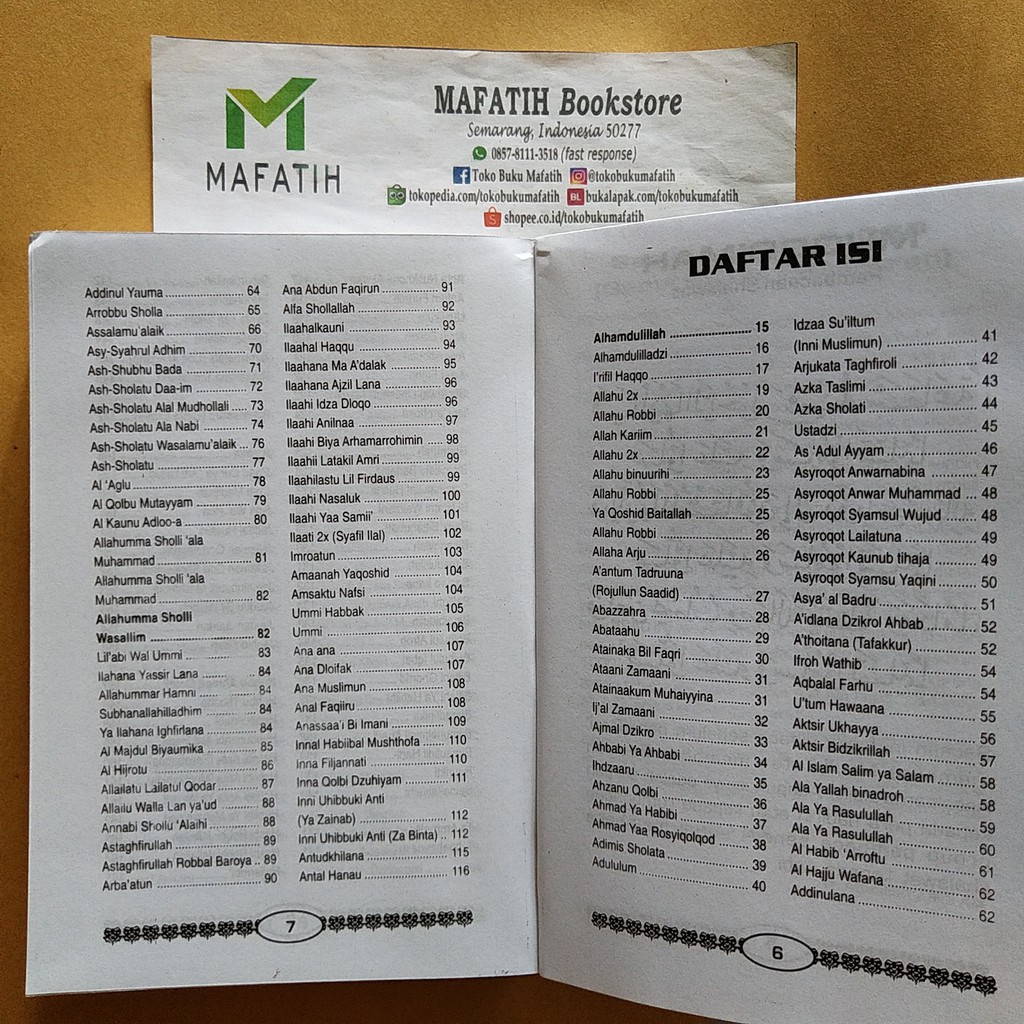 MAFATIH
MAFATIH Bookstore
Semarang, Indonesia 50277
0857-8111-3518 (fast response)
Toko Buku Mafatih @tokobukumafatih
tokopedia.com/tokobukumafatih BL bukalapak.com/tokobukumafatih
shopee.co.id/tokobukumafatih
Addinul Yauma 64
Arrobbu Sholla 65
Assalamu'alaik 66
Asy-Syahrul Adhim 70
Ash-Shubhu Bada 71
Ash-Sholatu Daa-im 72
Ash-Sholatu Alal Mudhollali 73
Ash-Sholatu Ala Nabi 74
Ash-Sholatu Wasalamu'alaik 76
Ash-Sholatu 77
Al 'Aglu 78
Al Qolbu Mutayyam 79
Al Kaunu Adloo-a 80
Allahumma Sholli 'ala
Muhammad 81
Allahumma Sholli 'ala
Muhammad 82
Allahumma Sholli
Wasallim 82
Lil'abi Wal Ummi 83
Ilahana Yassir Lana 84
Allahummar Hamni 84
Subhanallahilladhim 84
Ya Ilahana Ighfirlana 84
Al Majdul Biyaumika 85
Al Hijrotu 86
Allailatu Lailatul Qodar 87
Allailu Walla Lan ya'ud 88
Annabi Shollu 'Alaihi 88
Astaghfirullah 89
Astaghfirullah Robbal Baroya 89
Arba'atun 90
Ana Abdun Faqirun 91
Alfa Shollallah 92
Ilaahalkauni 93
Ilaahal Haqqu 94
Ilaahana Ma A'dalak 95
Ilaahana Ajzil Lana 96
Ilaahi Idza Dloqo 96
Ilaahi Anilnaa 97
Ilaahi Biya Arhamarrohimin 98
Ilaahii Latakil Amri 99
Ilaahilastu Lil Firdaus 99
Ilaahi Nasaluk 100
Ilaahi Yaa Samii' 101
Ilaati 2x (Syafil Ilal) 102
Imroatun 103
Amaanah Yaqoshid 104
Amsaktu Nafsi 104
Ummi Habbak 105
Ummi 106
Ana ana 107
Ana Dloifak 107
Ana Muslimun 108
Anal Faqiiru 108
Anassaa'i Bi Imani 109
Innal Habiibal Mushthofa 110
Inna Filjannati 110
Inna Qolbi Dzuhiyam 111
Inni Uhibbuki Anti
(Ya Zainab) 112
Inni Uhibbuki Anti (Za Binta) 112
Antudkhilana 115
Antal Hanau 116
7
DAFTAR ISI
Alhamdulillah 15
Alhamdulilladzi 16
I'rifil Haqqo 17
Allahu 2x 19
Allahu Robbi 20
Allah Kariim 21
Allahu 2x 22
Allahu binuurihi 23
Allahu Robbi 25
Ya Qoshid Baitallah 25
Allahu Robbi 26
Allaha Arju 26
A'antum Tadruuna
(Rojullun Saadid) 27
Abazzahra 28
Abataahu 29
Atainaka Bil Faqri 30
Ataani Zamaani 31
Atainaakum Muhaiyyina 31
Ij'al Zamaani 32
Ajmal Dzikro 33
Ahbabi Ya Ahbabi 34
Ihdzaaru 35
Ahzanu Qolbi 36
Ahmad Ya Habibi 37
Ahmad Yaa Rosyiqolqod 38
Adimis Sholata 39
Adululum 40
Idzaa Su'iltum
(Inni Muslimun) 41
Arjukata Taghfiroli 42
Azka Taslimi 43
Azka Sholati 44
Ustadzi 45
As 'Adul Ayyam 46
Asyroqot Anwarnabina 47
Asyroqot Anwar Muhammad 48
Asyroqot Syamsul Wujud 48
Asyroqot Lailatuna 49
Asyroqot Kaunub tihaja 49
Asyroqot Syamsu Yaqini 50
Asya' al Badru 51
A'idlana Dzikrol Ahbab 52
A'thoitana (Tafakkur) 52
Ifroh Wathib 54
Aqbalal Farhu 54
U'tum Hawaana 55
Aktsir Ukhayya 56
Aktsir Bidzikrillah 57
Al Islam Salim ya Salam 58
Ala Yallah binadroh 58
Ala Ya Rasulullah 59
Ala Ya Rasulullah 60
Al Habib 'Arroftu 61
Al Hajju Wafana 62
Addinulana 62
6